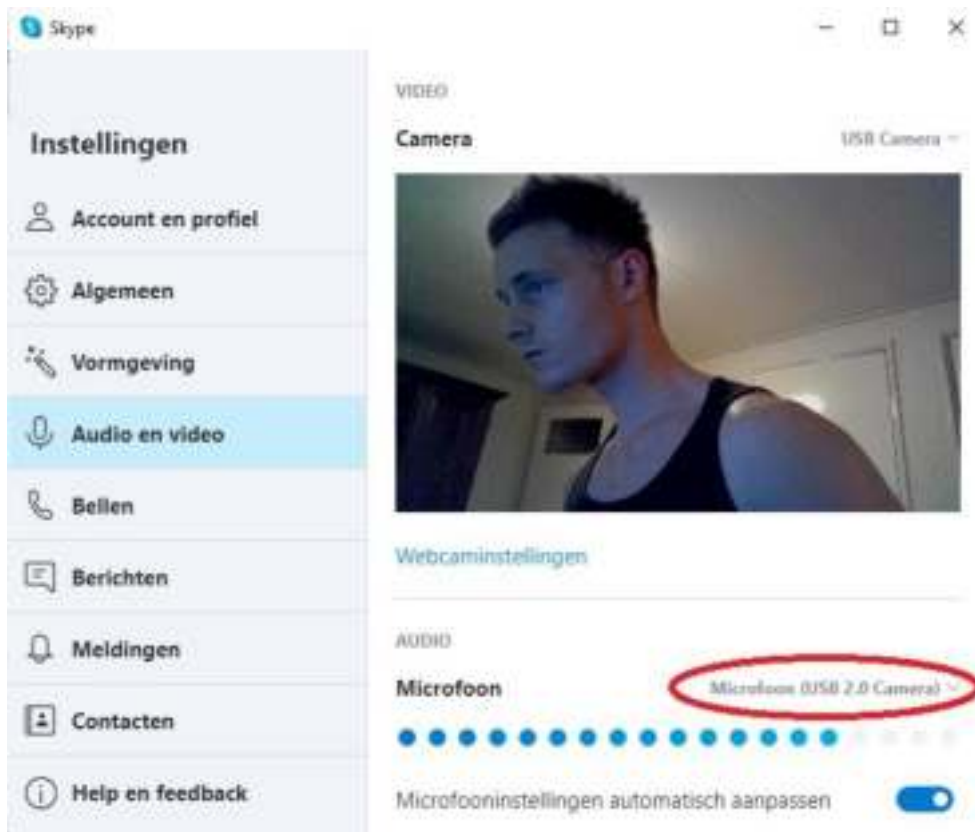 Skype
Instellingen
Account en profiel
Algemeen
Vormgeving
Audio en video
Bellen
Berichten
Meldingen
Contacten
Help en feedback
VIDEO
Camera
USB Camera
Webcaminstellingen
AUDIO
Microfoon
Microfoon (USB 2.0 Camera)
Microfooninstellingen automatisch aanpassen